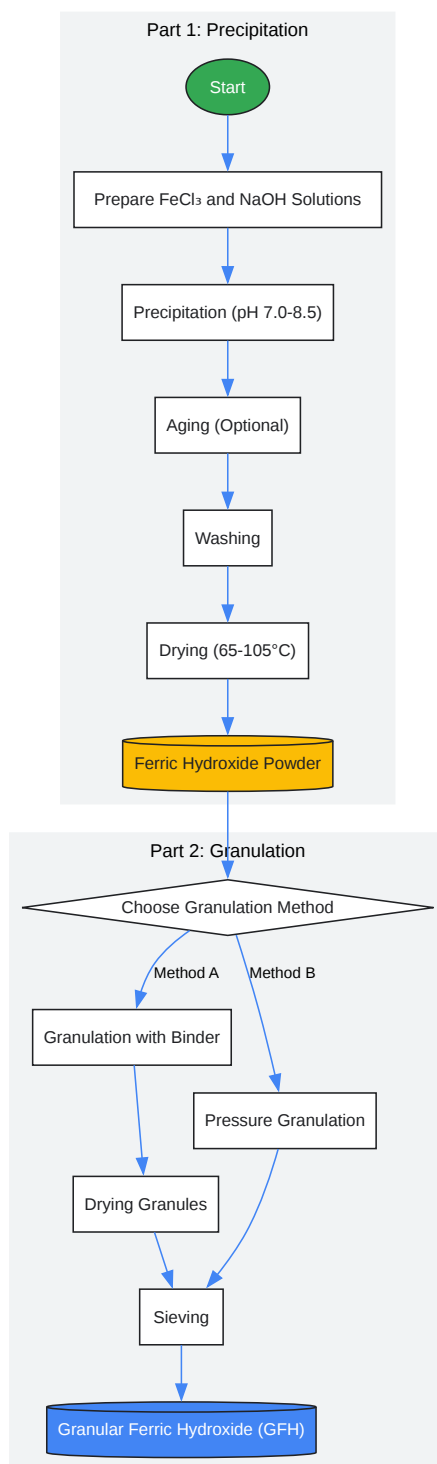 Part 1: Precipitation
Start
Prepare FeCl₃ and NaOH Solutions
Precipitation (pH 7.0-8.5)
Aging (Optional)
Washing
Drying (65-105°C)
Ferric Hydroxide Powder
Part 2: Granulation
Choose Granulation Method
Method A
Method B
Granulation with Binder
Pressure Granulation
Drying Granules
Sieving
Granular Ferric Hydroxide (GFH)